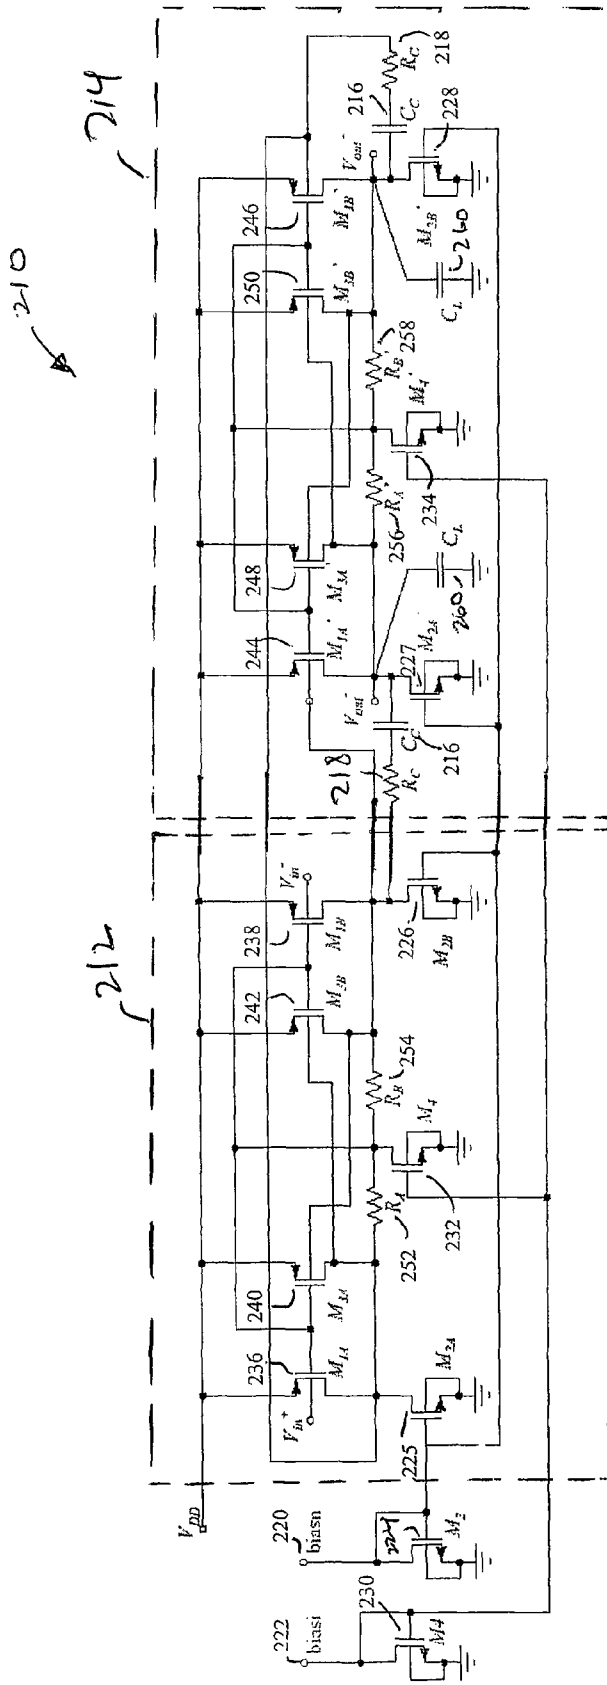 210
212
214
V_DD
236
240
242
238
244
248
250
246
V_in^+
V_in^-
M_1A
M_3A
M_3B
M_1B
M_1A'
M_3A'
M_3B'
M_1B'
R_A
252
R_B
254
218
R_C
C_C
216
V_out^-
256
R_A'
R_B'
258
V_out^-
216
C_C
R_C
218
222
biasi
220
biasn
230
M4
224
M_2
225
M_2A
232
M_4
226
M_2B
227
M_2A'
C_L
260
234
M_4'
C_L
260
M_2B'
228